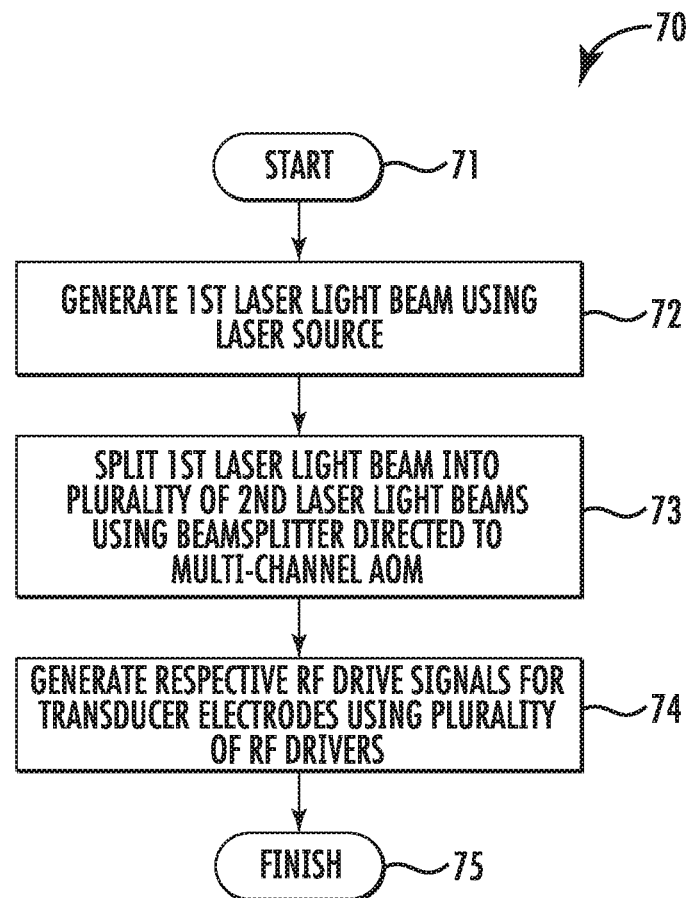 70
START
71
GENERATE 1ST LASER LIGHT BEAM USING
LASER SOURCE
72
SPLIT 1ST LASER LIGHT BEAM INTO
PLURALITY OF 2ND LASER LIGHT BEAMS
USING BEAMSPLITTER DIRECTED TO
MULTI-CHANNEL AOM
73
GENERATE RESPECTIVE RF DRIVE SIGNALS FOR
TRANSDUCER ELECTRODES USING PLURALITY
OF RF DRIVERS
74
FINISH
75